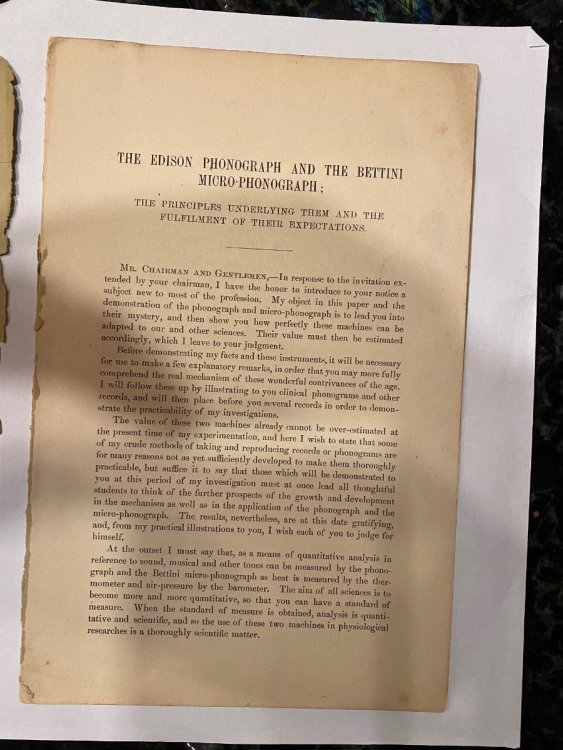 THE EDISON PHONOGRAPH AND THE BETTINI
MICRO-PHONOGRAPH;
THE PRINCIPLES UNDERLYING THEM AND THE
FULFILMENT OF THEIR EXPECTATIONS.
MR. CHAIRMAN AND GENTLEMEN,—In response to the invitation ex-
tended by your chairman, I have the honor to introduce to your notice a
subject new to most of the profession. My object in this paper and the
demonstration of the phonograph and micro-phonograph is to lead you into
their mystery, and then show you how perfectly these machines can be
adapted to our and other sciences. Their value must then be estimated
accordingly, which I leave to your judgment.
Before demonstrating my facts and these instruments, it will be necessary
for me to make a few explanatory remarks, in order that you may more fully
comprehend the real mechanism of these wonderful contrivances of the age.
I will follow these up by illustrating to you clinical phonograms and other
records, and will then place before you several records in order to demon-
strate the practicability of my investigations.
The value of these two machines already cannot be over-estimated at
the present time of my experimentation, and here I wish to state that some
of my crude methods of taking and reproducing records or phonograms are
for many reasons not as yet sufficiently developed to make them thoroughly
practicable, but suffice it to say that those which will be demonstrated to
you at this period of my investigation must at once lead all thoughtful
students to think of the further prospects of the growth and development
in the mechanism as well as in the application of the phonograph and the
micro-phonograph. The results, nevertheless, are at this date gratifying,
and, from my practical illustrations to you, I wish each of you to judge for
himself.
At the outset I must say that, as a means of quantitative analysis in
reference to sound, musical and other tones can be measured by the phono-
graph and the Bettini micro-phonograph as heat is measured by the ther-
mometer and air-pressure by the barometer. The aim of all sciences is to
become more and more quantitative, so that you can have a standard of
measure. When the standard of measure is obtained, analysis is quanti-
tative and scientific, and so the use of these two machines in physiological
researches is a thoroughly scientific matter.